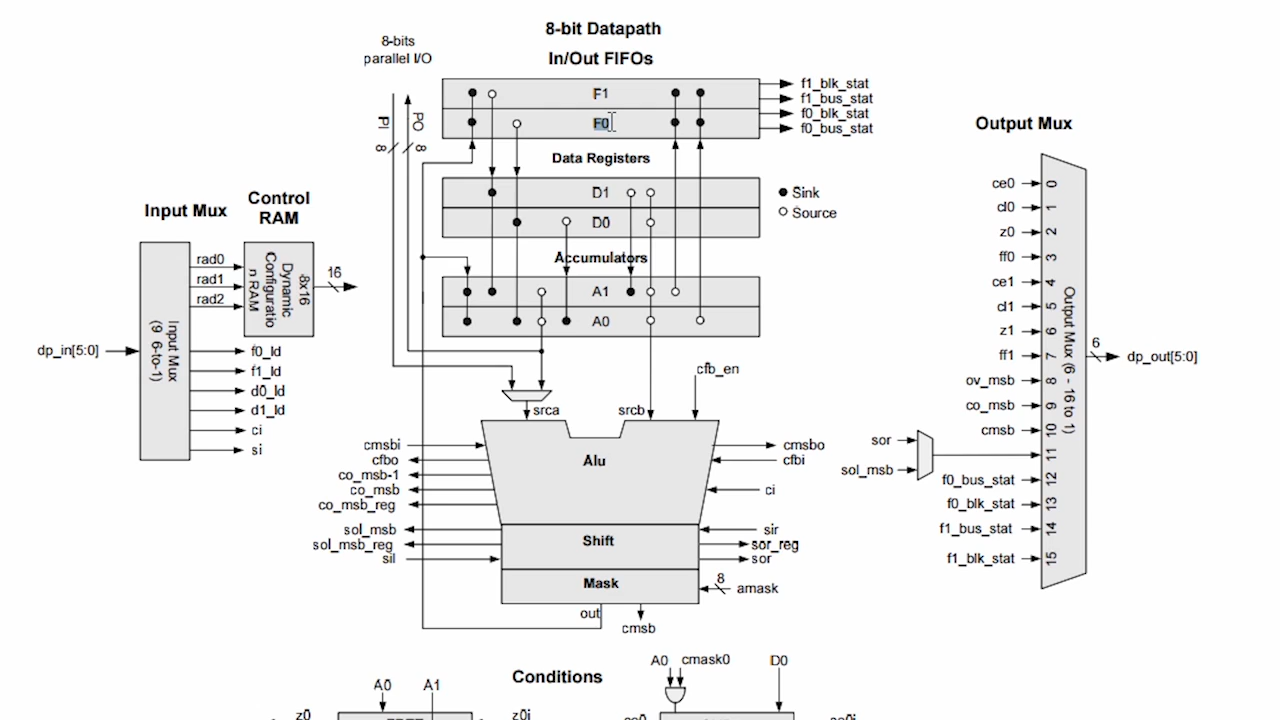 8-bit Datapath
8-bits
parallel I/O
In/Out FIFOs
F1
F0
f1_blk_stat
f1_bus_stat
f0_blk_stat
f0_bus_stat
PI
8
PO
8
Data Registers
D1
D0
Sink
Source
Accumulators
A1
A0
Input Mux
Control
RAM
dp_in[5:0]
Input Mux
(9 6-to-1)
rad0
rad1
rad2
8x16
Dynamic
Configuratio
n RAM
16
f0_ld
f1_ld
d0_ld
d1_ld
ci
si
srca
srcb
cfb_en
Alu
cmsbi
cfbo
co_msb-1
co_msb
co_msb_reg
cmsbo
cfbi
ci
Shift
sol_msb
sol_msb_reg
sil
sir
sor_reg
sor
Mask
8
amask
out
cmsb
Output Mux
ce0 0
cl0 1
z0 2
ff0 3
ce1 4
cl1 5
z1 6
ff1 7
ov_msb 8
co_msb 9
cmsb 10
sor
sol_msb
11
f0_bus_stat 12
f0_blk_stat 13
f1_bus_stat 14
f1_blk_stat 15
Output Mux (6 - 16 to 1)
6
dp_out[5:0]
Conditions
A0
A1
A0
cmask0
D0
z0
z0i